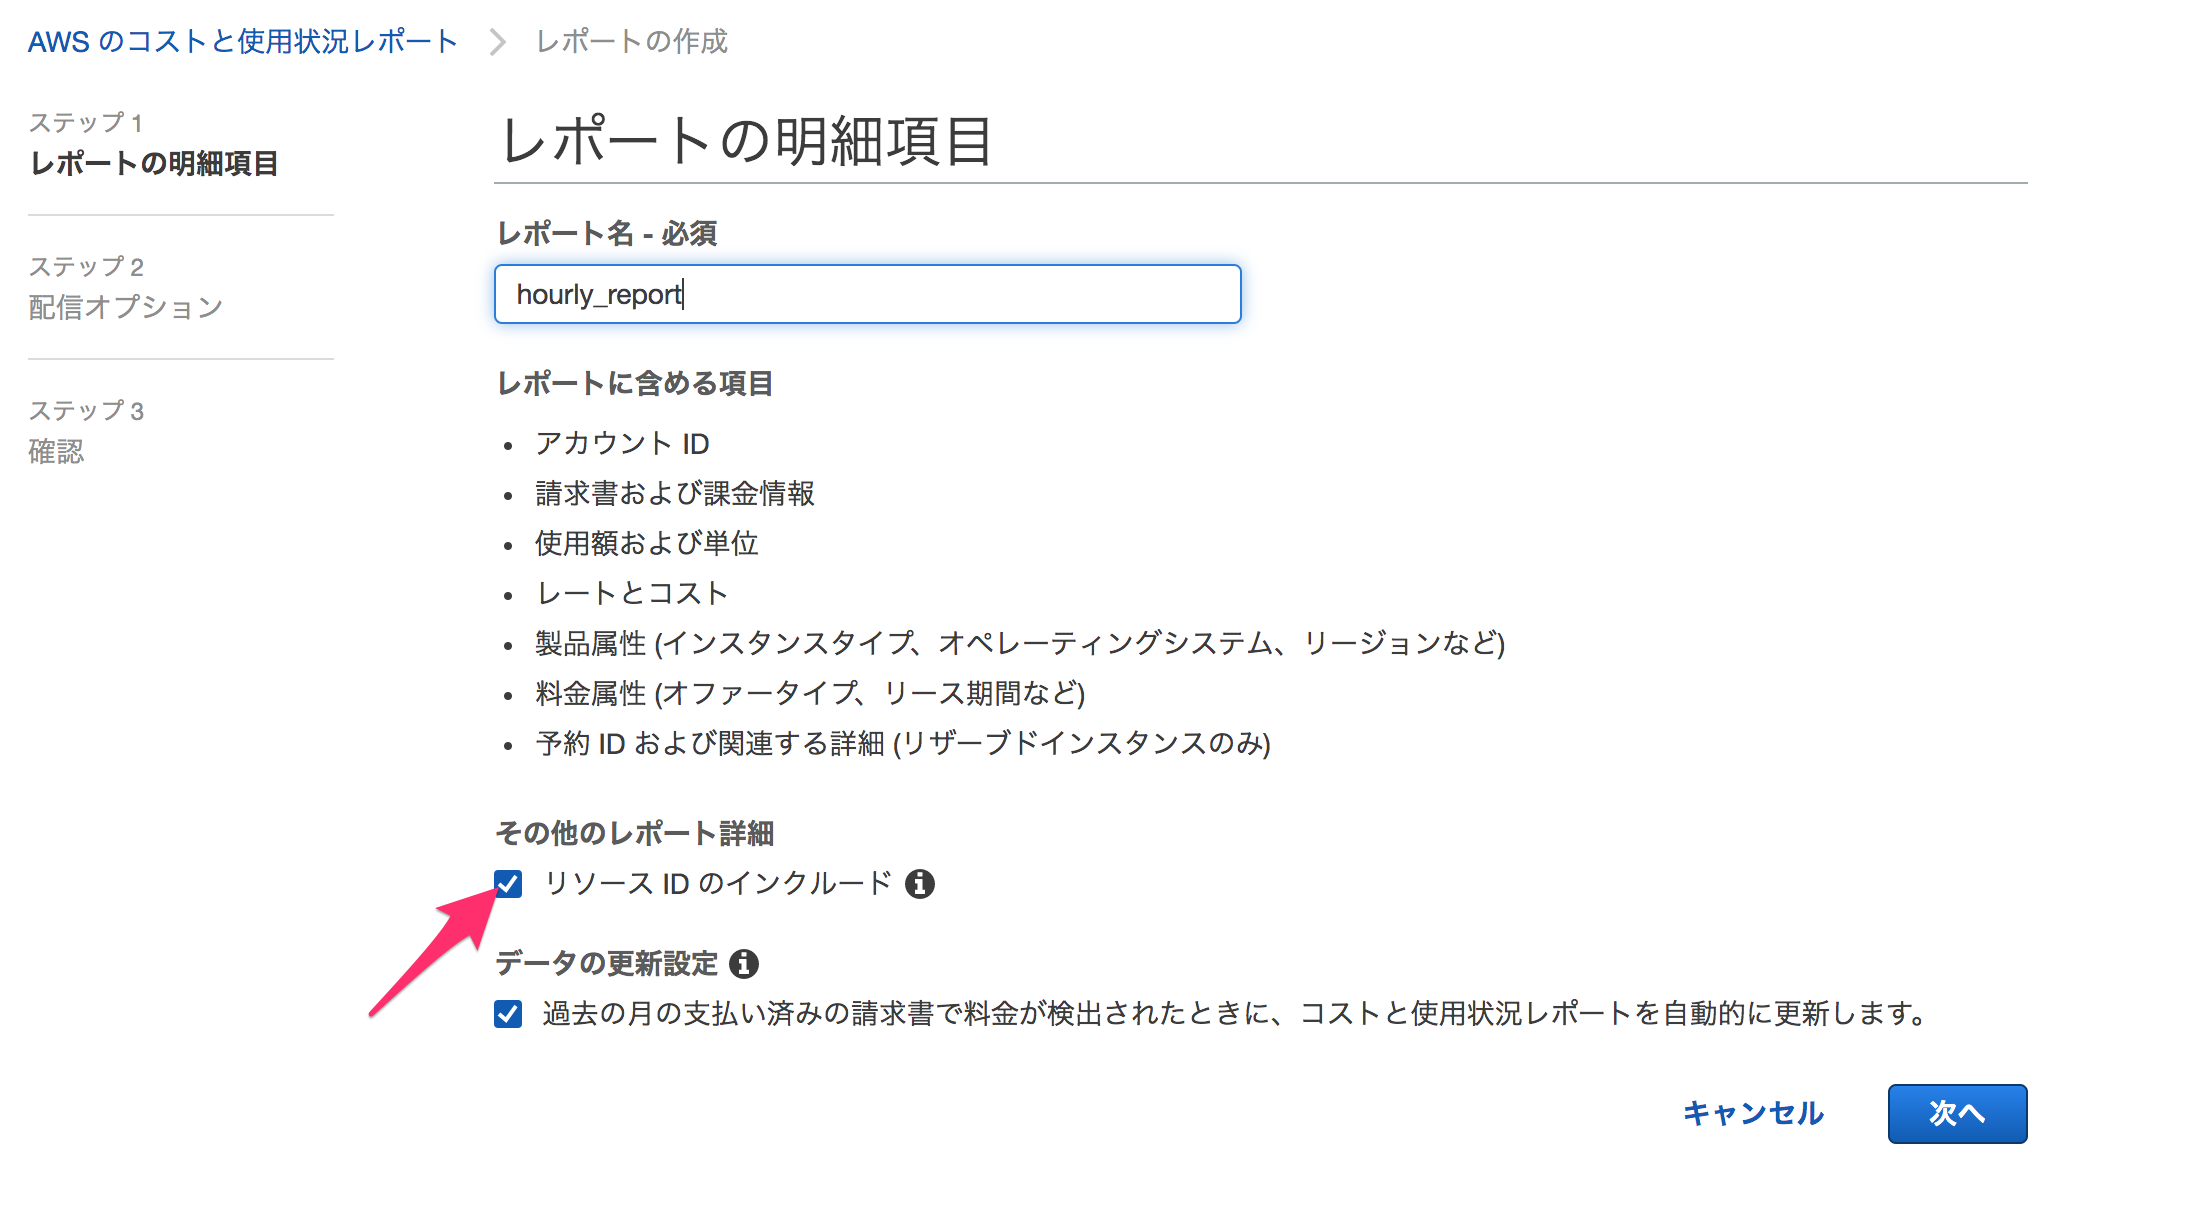 AWS のコストと使用状況レポート > レポートの作成
ステップ 1
レポートの明細項目
ステップ 2
配信オプション
ステップ 3
確認
レポートの明細項目
レポート名 - 必須
hourly_report
レポートに含める項目
• アカウント ID
• 請求書および課金情報
• 使用額および単位
• レートとコスト
• 製品属性 (インスタンスタイプ、オペレーティングシステム、リージョンなど)
• 料金属性 (オファータイプ、リース期間など)
• 予約 ID および関連する詳細 (リザーブドインスタンスのみ)
その他のレポート詳細
リソース ID のインクルード
データの更新設定
過去の月の支払い済みの請求書で料金が検出されたときに、コストと使用状況レポートを自動的に更新します。
キャンセル 次へ